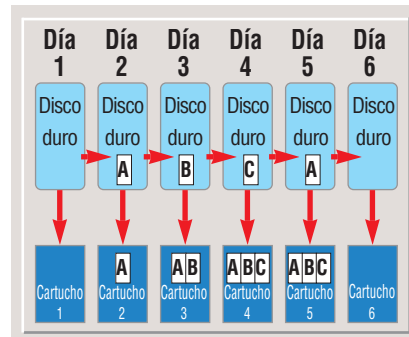 Día Día Día Día Día Día
1 2 3 4 5 6
Disco Disco Disco Disco Disco Disco
duro duro duro duro duro duro
A B C A
A AB ABC ABC
Cartucho Cartucho Cartucho Cartucho Cartucho Cartucho
1 2 3 4 5 6